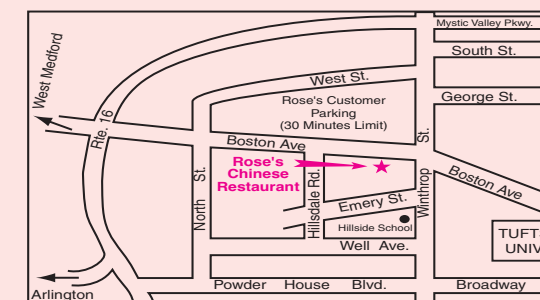 Mystic Valley Pkwy.
South St.
West Medford
West St.
George St.
Rose's Customer
Parking
(30 Minutes Limit)
Rte. 16
Boston Ave
Rose's
Chinese
Restaurant
North St.
Hillsdale Rd.
Winthrop St.
Boston Ave
Emery St.
Hillside School
TUFT
UNIV
Well Ave.
Powder House Blvd.
Broadway
Arlington